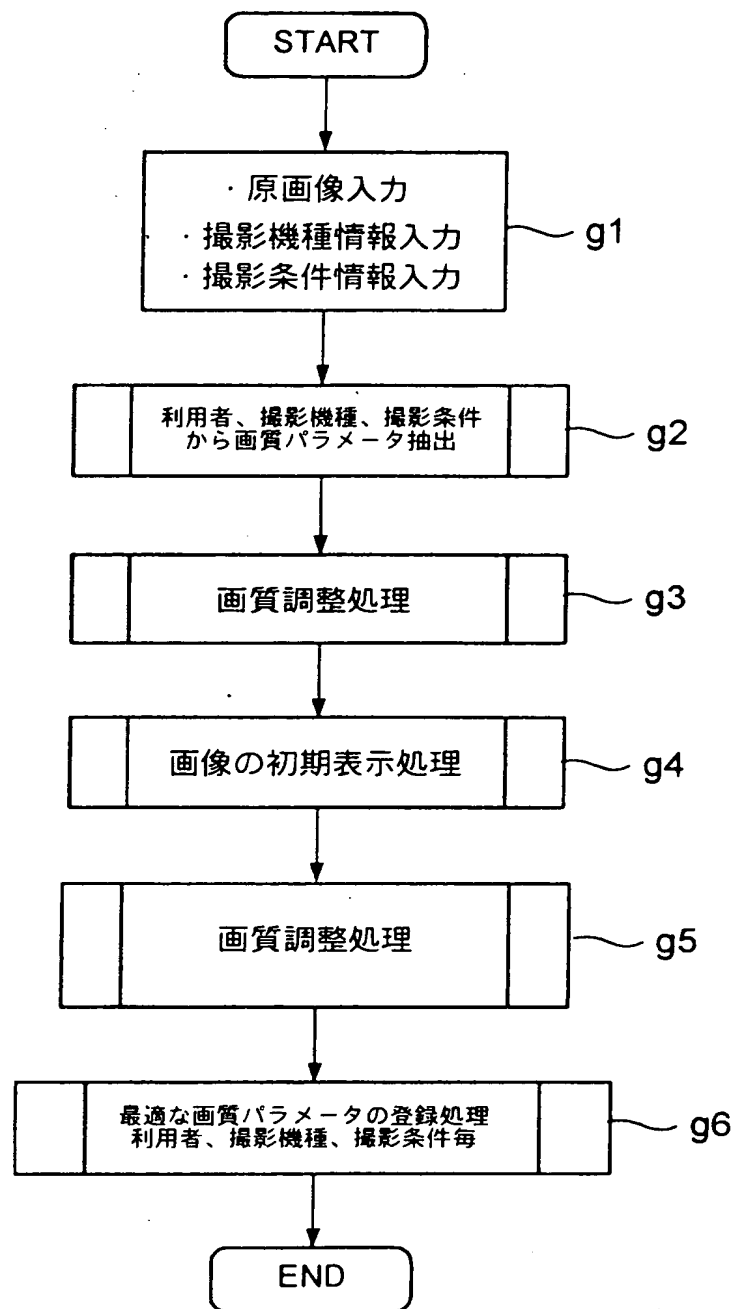 START
・原画像入力
・撮影機種情報入力
・撮影条件情報入力
g1
利用者、撮影機種、撮影条件
から画質パラメータ抽出
g2
画質調整処理
g3
画像の初期表示処理
g4
画質調整処理
g5
最適な画質パラメータの登録処理
利用者、撮影機種、撮影条件毎
g6
END